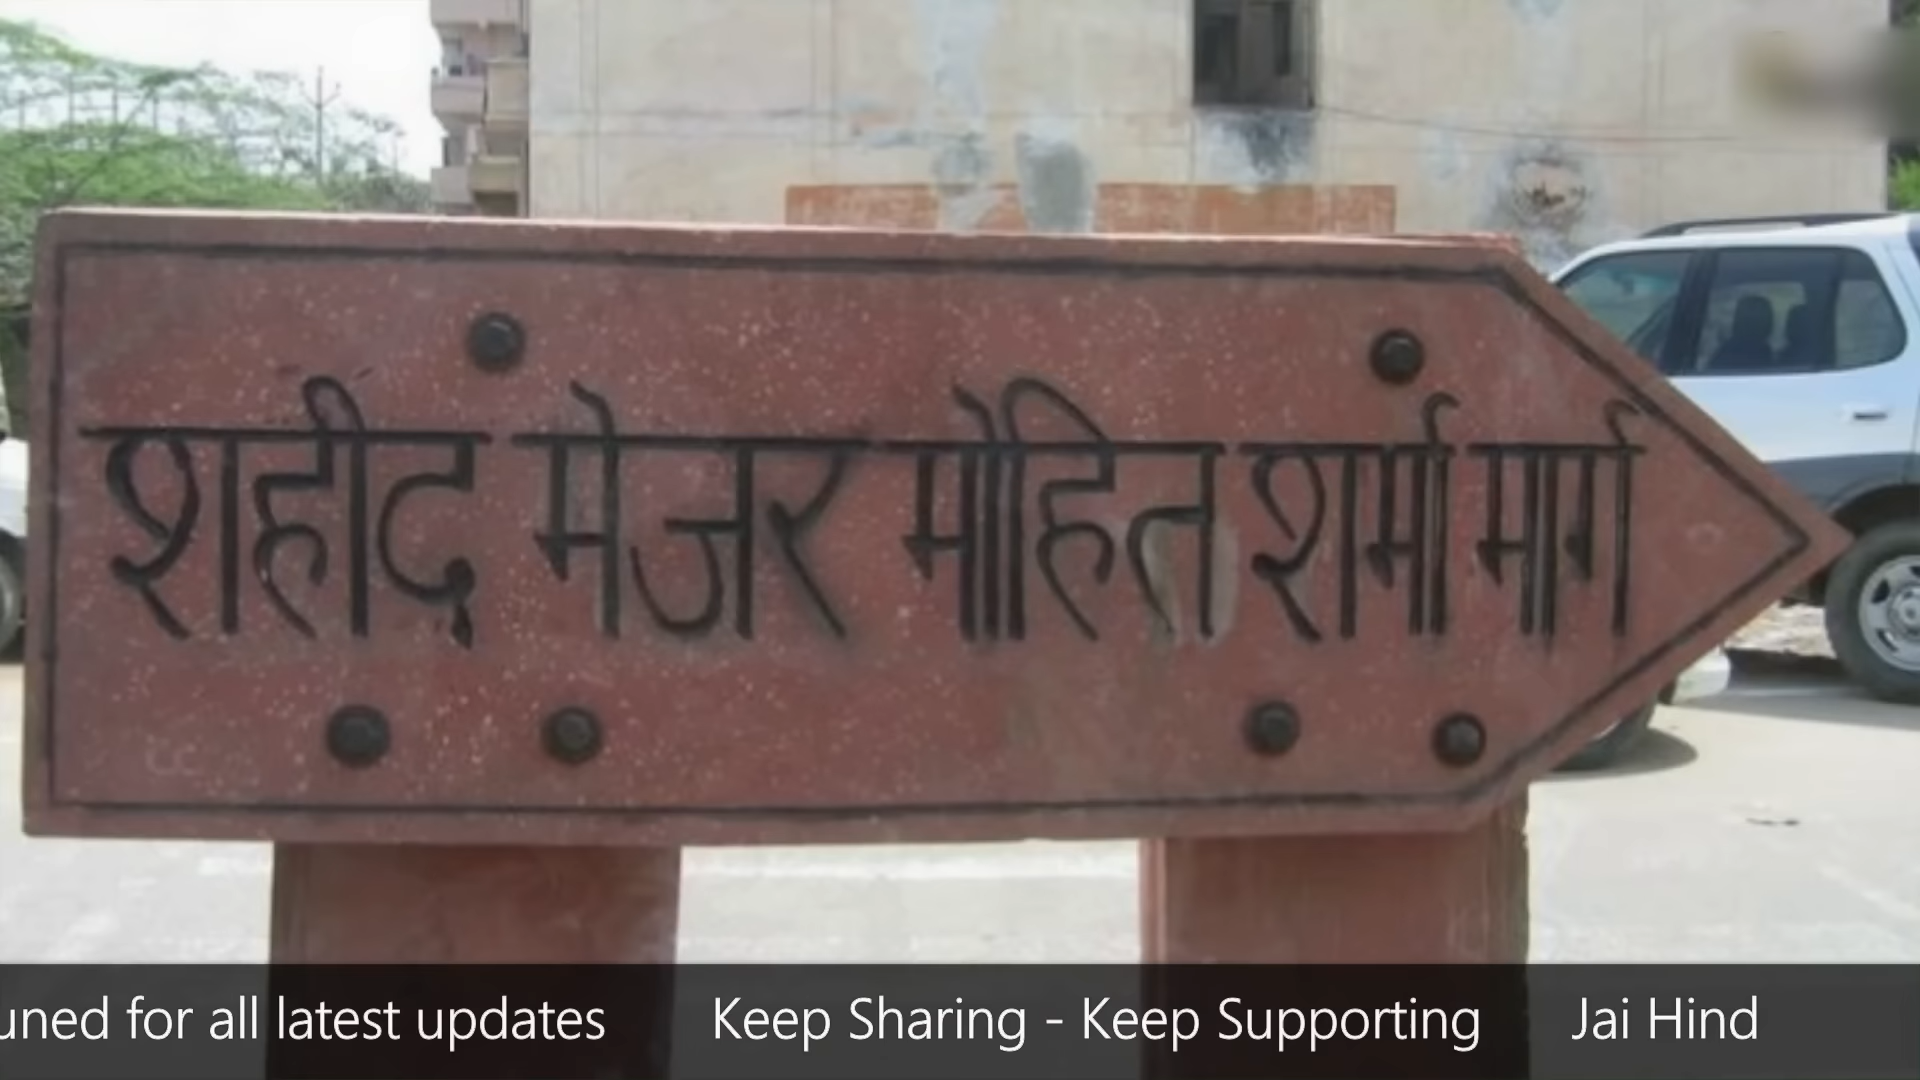 शहीद मेजर मोहित शर्मा मार्ग
uned for all latest updates Keep Sharing - Keep Supporting Jai Hind